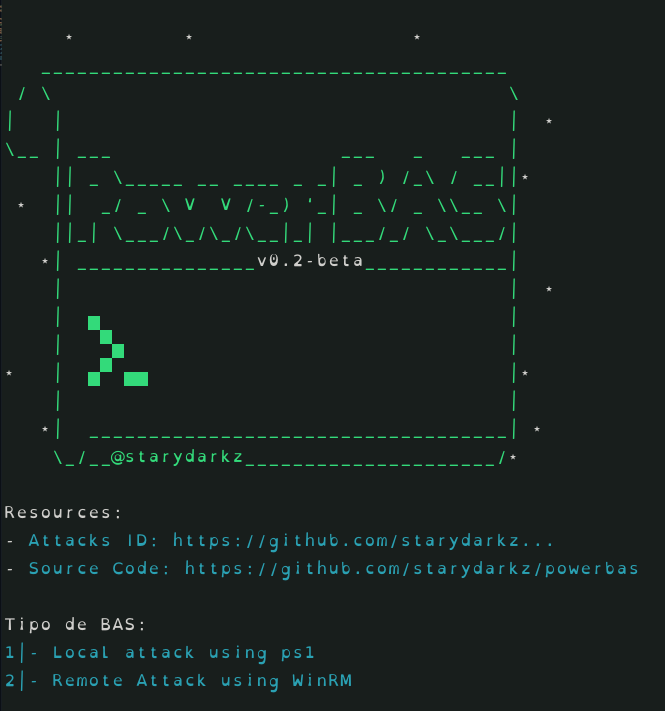 PowerBAS
v0.2-beta
@starydarkz
Resources:
- Attacks ID: https://github.com/starydarkz...
- Source Code: https://github.com/starydarkz/powerbas
Tipo de BAS:
1|- Local attack using ps1
2|- Remote Attack using WinRM